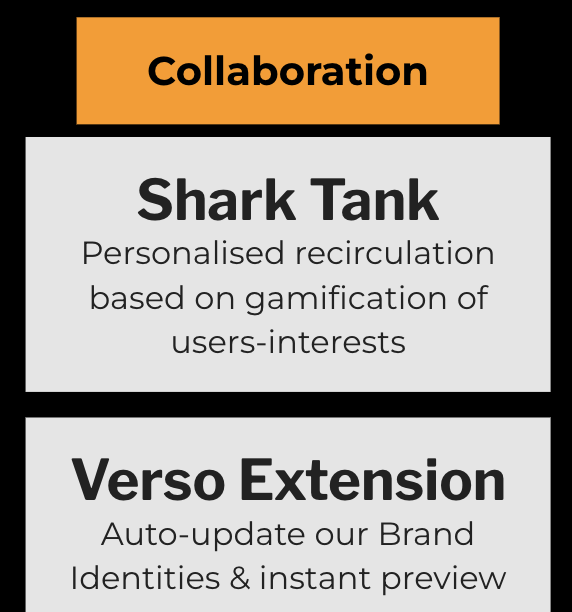 Collaboration
Shark Tank
Personalised recirculation
based on gamification of
users-interests
Verso Extension
Auto-update our Brand
Identities & instant preview